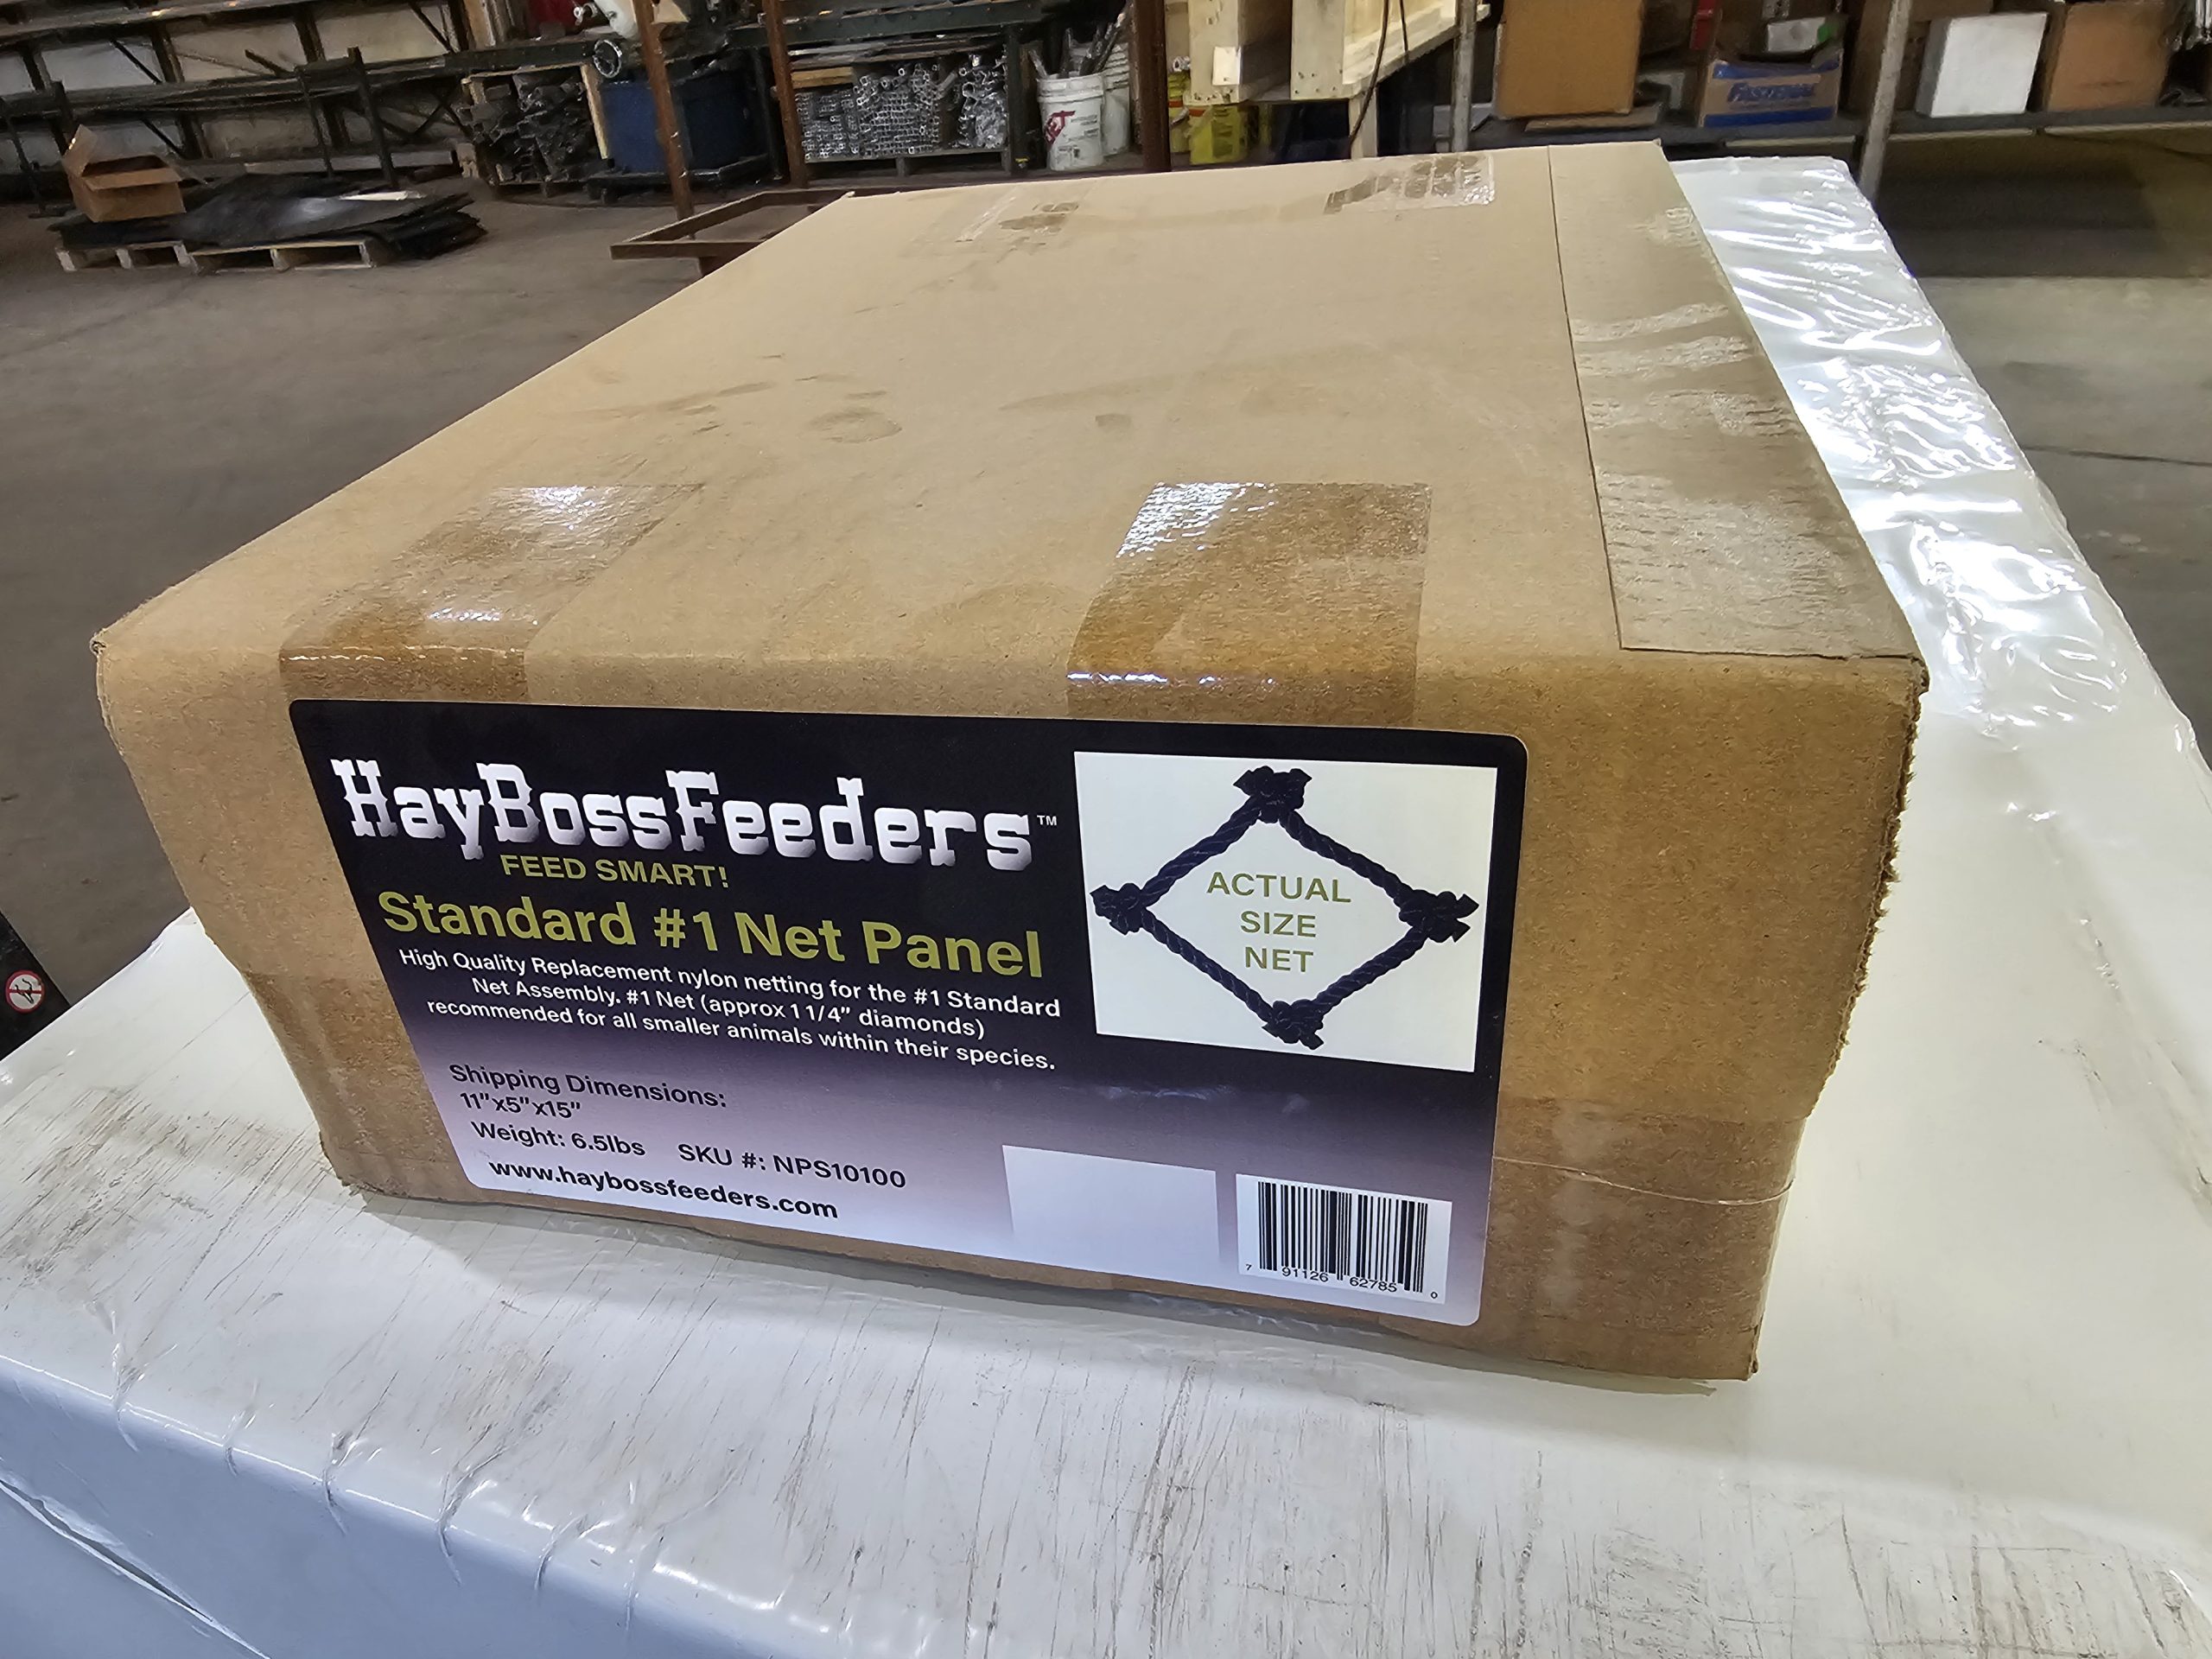 HayBossFeeders™
FEED SMART!
Standard #1 Net Panel
High Quality Replacement nylon netting for the #1 Standard
Net Assembly. #1 Net (approx 1 1/4" diamonds)
recommended for all smaller animals within their species.
Shipping Dimensions:
11"x5"x15"
Weight: 6.5lbs SKU #: NPS10100
www.haybossfeeders.com
ACTUAL
SIZE
NET
7 91126 62785 0
FASTENAL